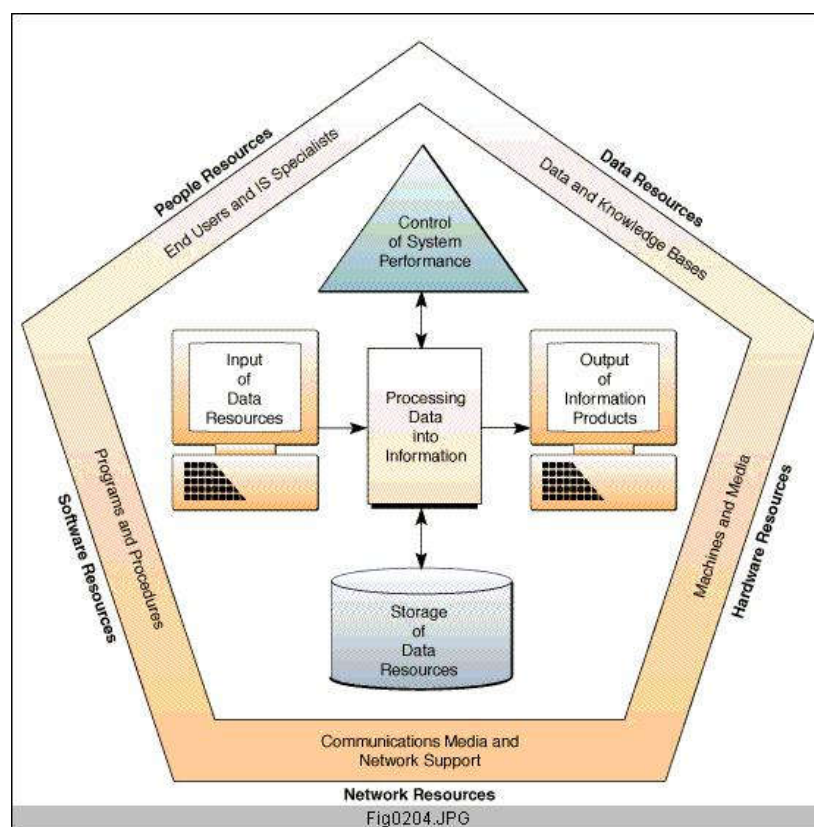 People Resources
End Users and IS Specialists
Data Resources
Data and Knowledge Bases
Control
of System
Performance
Input
of
Data
Resources
Processing
Data
into
Information
Output
of
Information
Products
Software Resources
Programs and Procedures
Machines and Media
Hardware Resources
Storage
of
Data
Resources
Communications Media and
Network Support
Network Resources
Fig0204.JPG